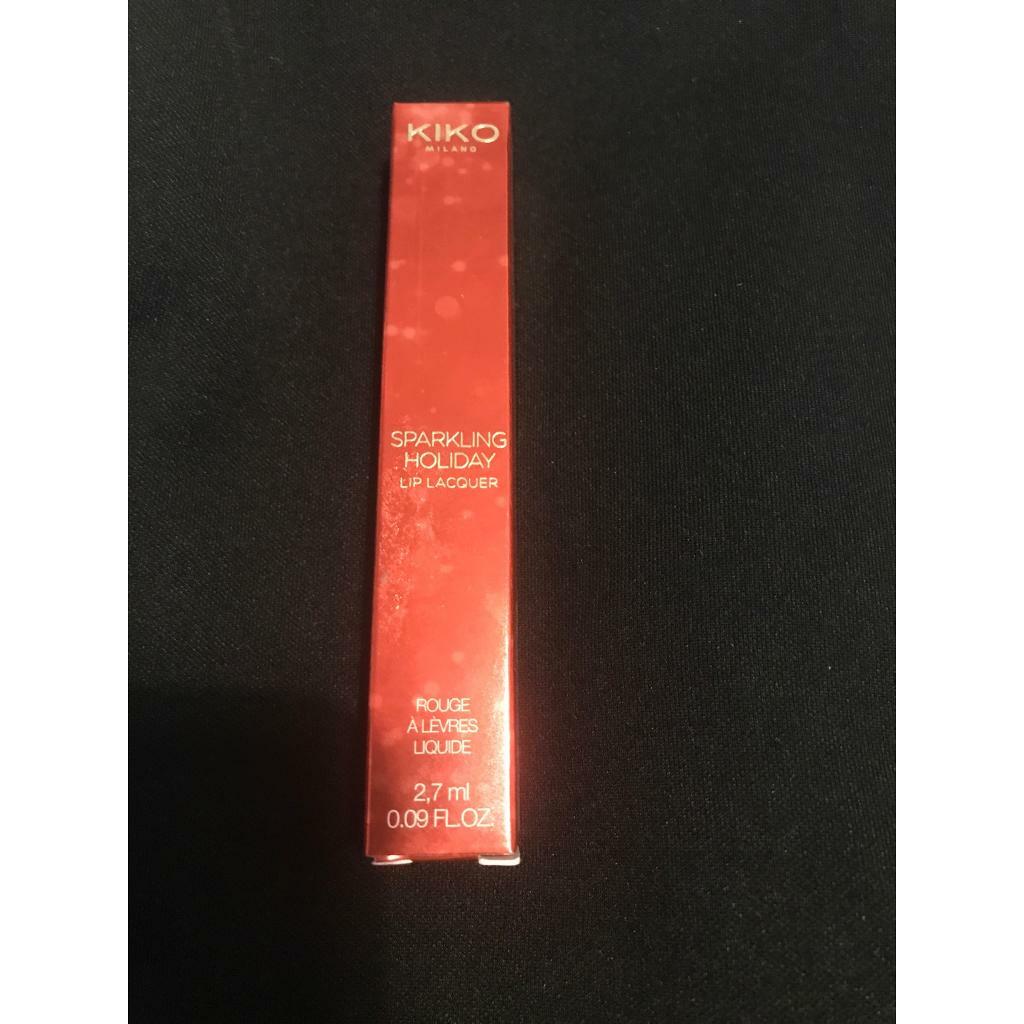 KIKO
MILANO
SPARKLING
HOLIDAY
LIP LACQUER
ROUGE
À LÈVRES
LIQUIDE
2,7 ml
0.09 FL.OZ.